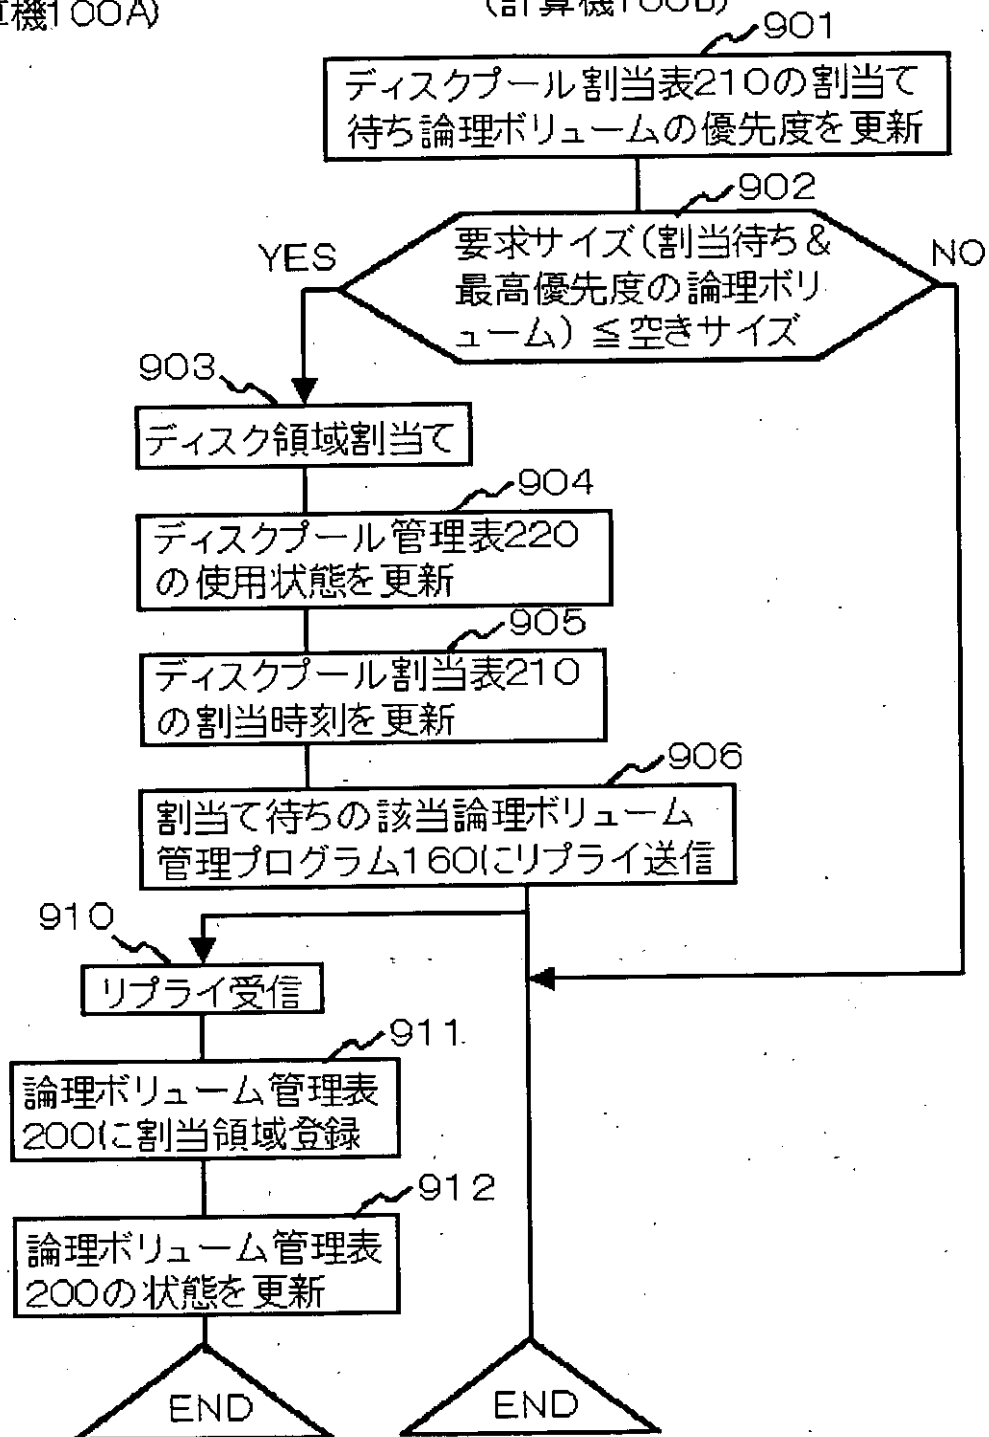 算機100A)
(計算機100B)
901
ディスクプール割当表210の割当て
待ち論理ボリュームの優先度を更新
902
YES
要求サイズ(割当待ち&
最高優先度の論理ボリ
ューム)≦空きサイズ
NO
903
ディスク領域割当て
904
ディスクプール管理表220
の使用状態を更新
905
ディスクプール割当表210
の割当時刻を更新
906
割当て待ちの該当論理ボリューム
管理プログラム160にリプライ送信
910
リプライ受信
911
論理ボリューム管理表
200に割当領域登録
912
論理ボリューム管理表
200の状態を更新
END
END